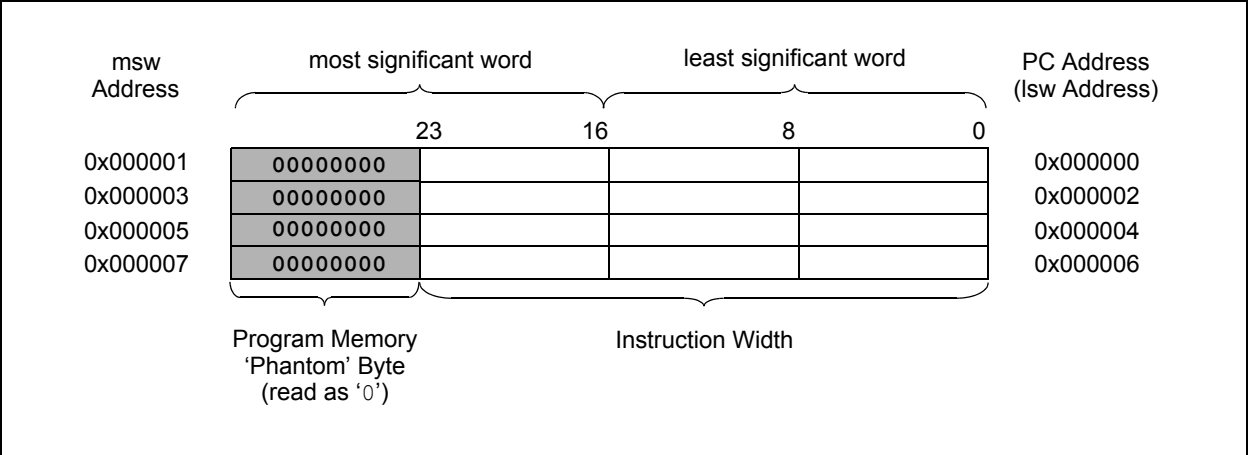 msw
Address
most significant word
least significant word
PC Address
(lsw Address)
23
16
8
0
0x000001
00000000
0x000000
0x000003
00000000
0x000002
0x000005
00000000
0x000004
0x000007
00000000
0x000006
Program Memory
‘Phantom’ Byte
(read as ‘0’)
Instruction Width